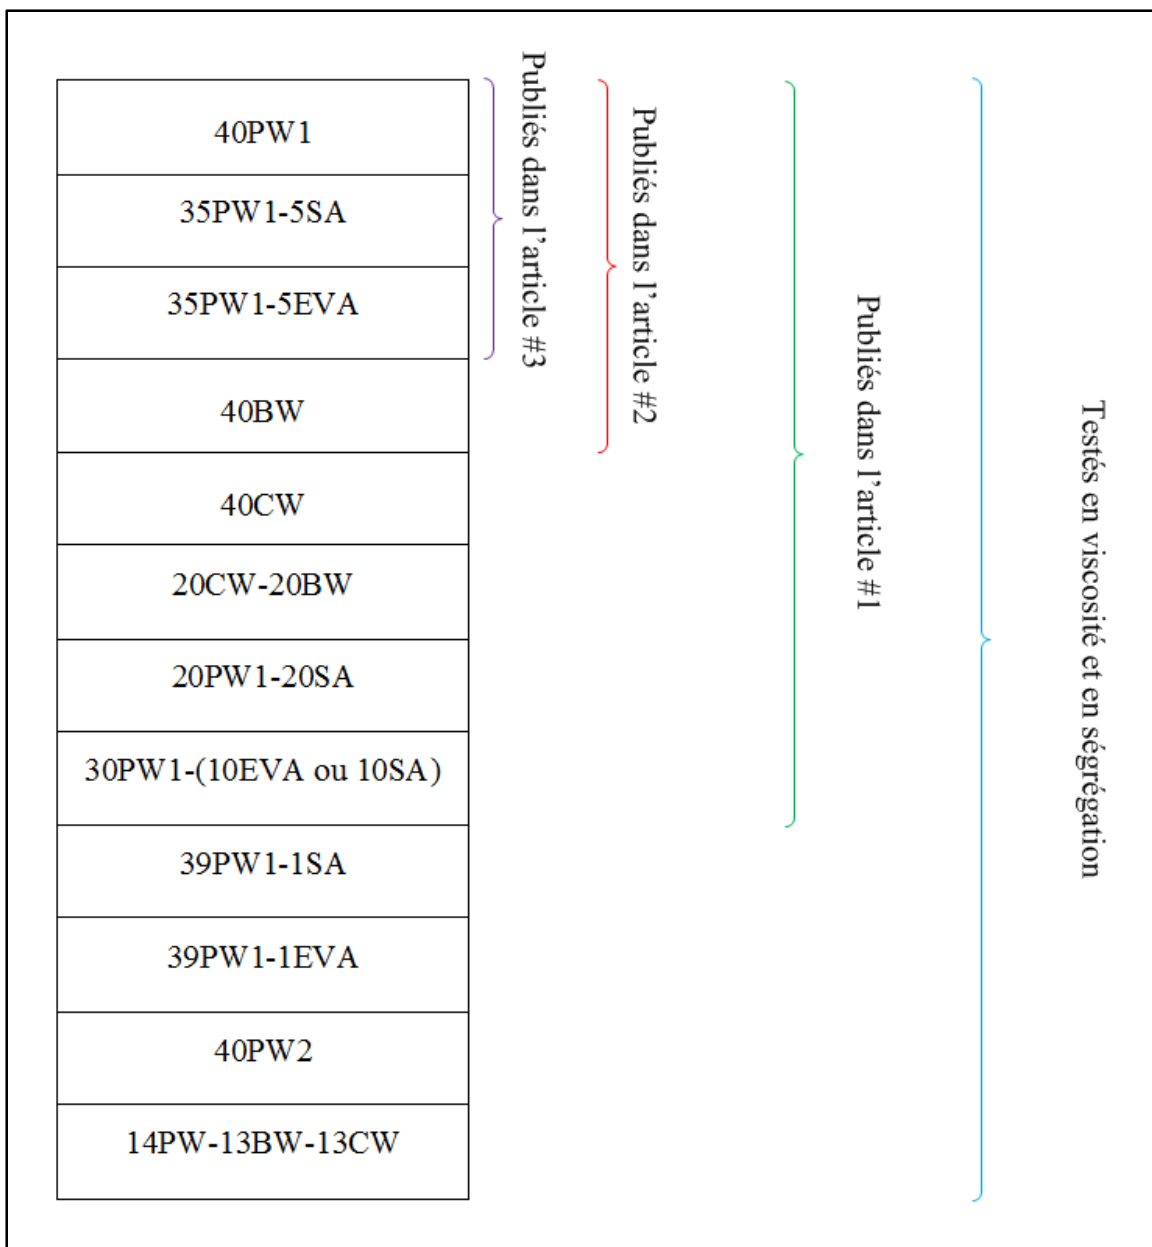 40PW1
35PW1-5SA
35PW1-5EVA
40BW
40CW
20CW-20BW
20PW1-20SA
30PW1-(10EVA ou 10SA)
39PW1-1SA
39PW1-1EVA
40PW2
14PW-13BW-13CW
Publiés dans l’article #3
Publiés dans l’article #2
Publiés dans l’article #1
Testés en viscosité et en ségrégation